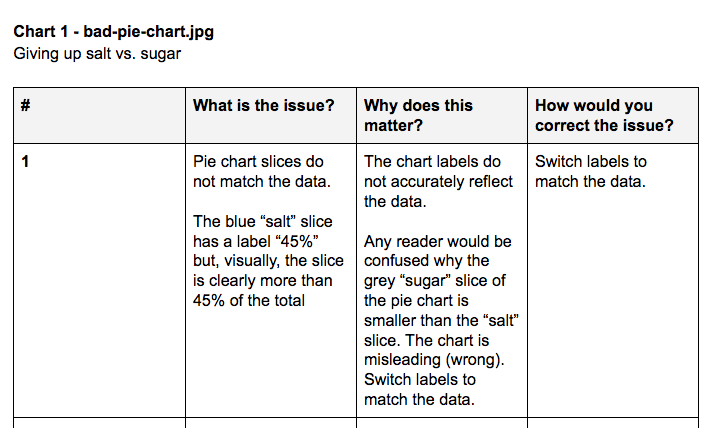 Chart 1 - bad-pie-chart.jpg
Giving up salt vs. sugar
#
What is the issue?
Why does this
matter?
How would you
correct the issue?
1
Pie chart slices do
not match the data.
The blue “salt” slice
has a label “45%”
but, visually, the slice
is clearly more than
45% of the total
The chart labels do
not accurately reflect
the data.
Any reader would be
confused why the
grey “sugar” slice of
the pie chart is
smaller than the “salt”
slice. The chart is
misleading (wrong).
Switch labels to
match the data.
Switch labels to
match the data.